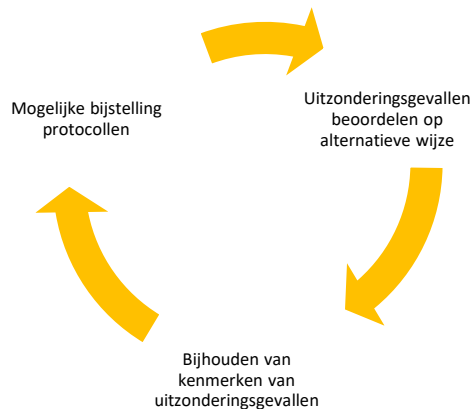 Mogelijke bijstelling
protocollen
Uitzonderingsgevallen
beoordelen op
alternatieve wijze
Bijhouden van
kenmerken van
uitzonderingsgevallen